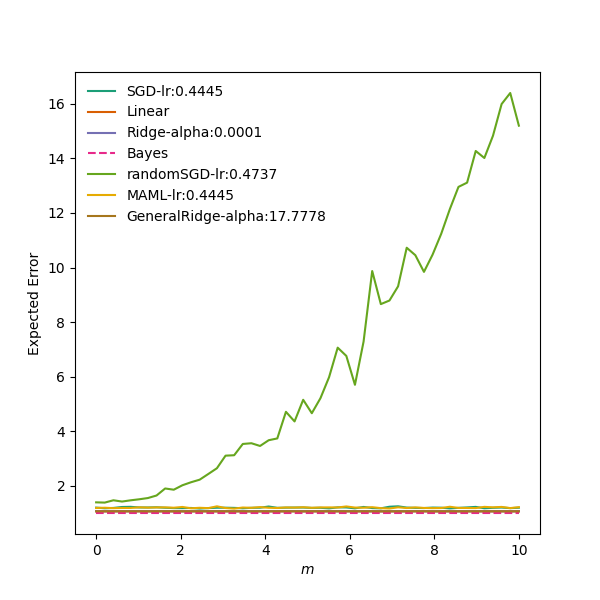 SGD-lr:0.4445
Linear
Ridge-alpha:0.0001
Bayes
randomSGD-lr:0.4737
MAML-lr:0.4445
GeneralRidge-alpha:17.7778
Expected Error
16
14
12
10
8
6
4
2
0 2 4 6 8 10
m